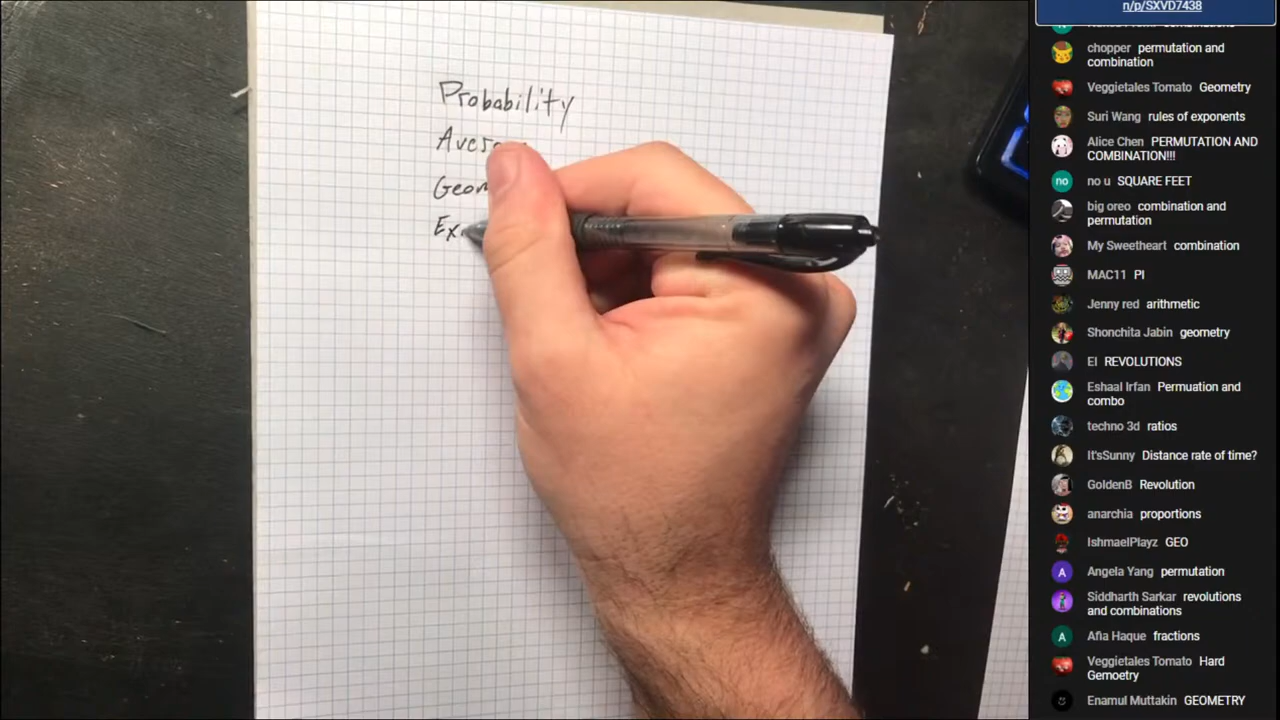 Probability
n/p/SXVD7438
chopper permutation and
combination
Veggietales Tomato Geometry
Suri Wang rules of exponents
Alice Chen PERMUTATION AND
COMBINATION!!!
no
no u SQUARE FEET
big oreo combination and
permutation
My Sweetheart combination
MAC11 PI
Jenny red arithmetic
Shonchita Jabin geometry
EI REVOLUTIONS
Eshaal Irfan Permuation and
combo
techno 3d ratios
It'sSunny Distance rate of time?
GoldenB Revolution
anarchia proportions
IshmaelPlayz GEO
A
Angela Yang permutation
Siddharth Sarkar revolutions
and combinations
A
Afia Haque fractions
Veggietales Tomato Hard
Gemoetry
Enamul Muttakin GEOMETRY